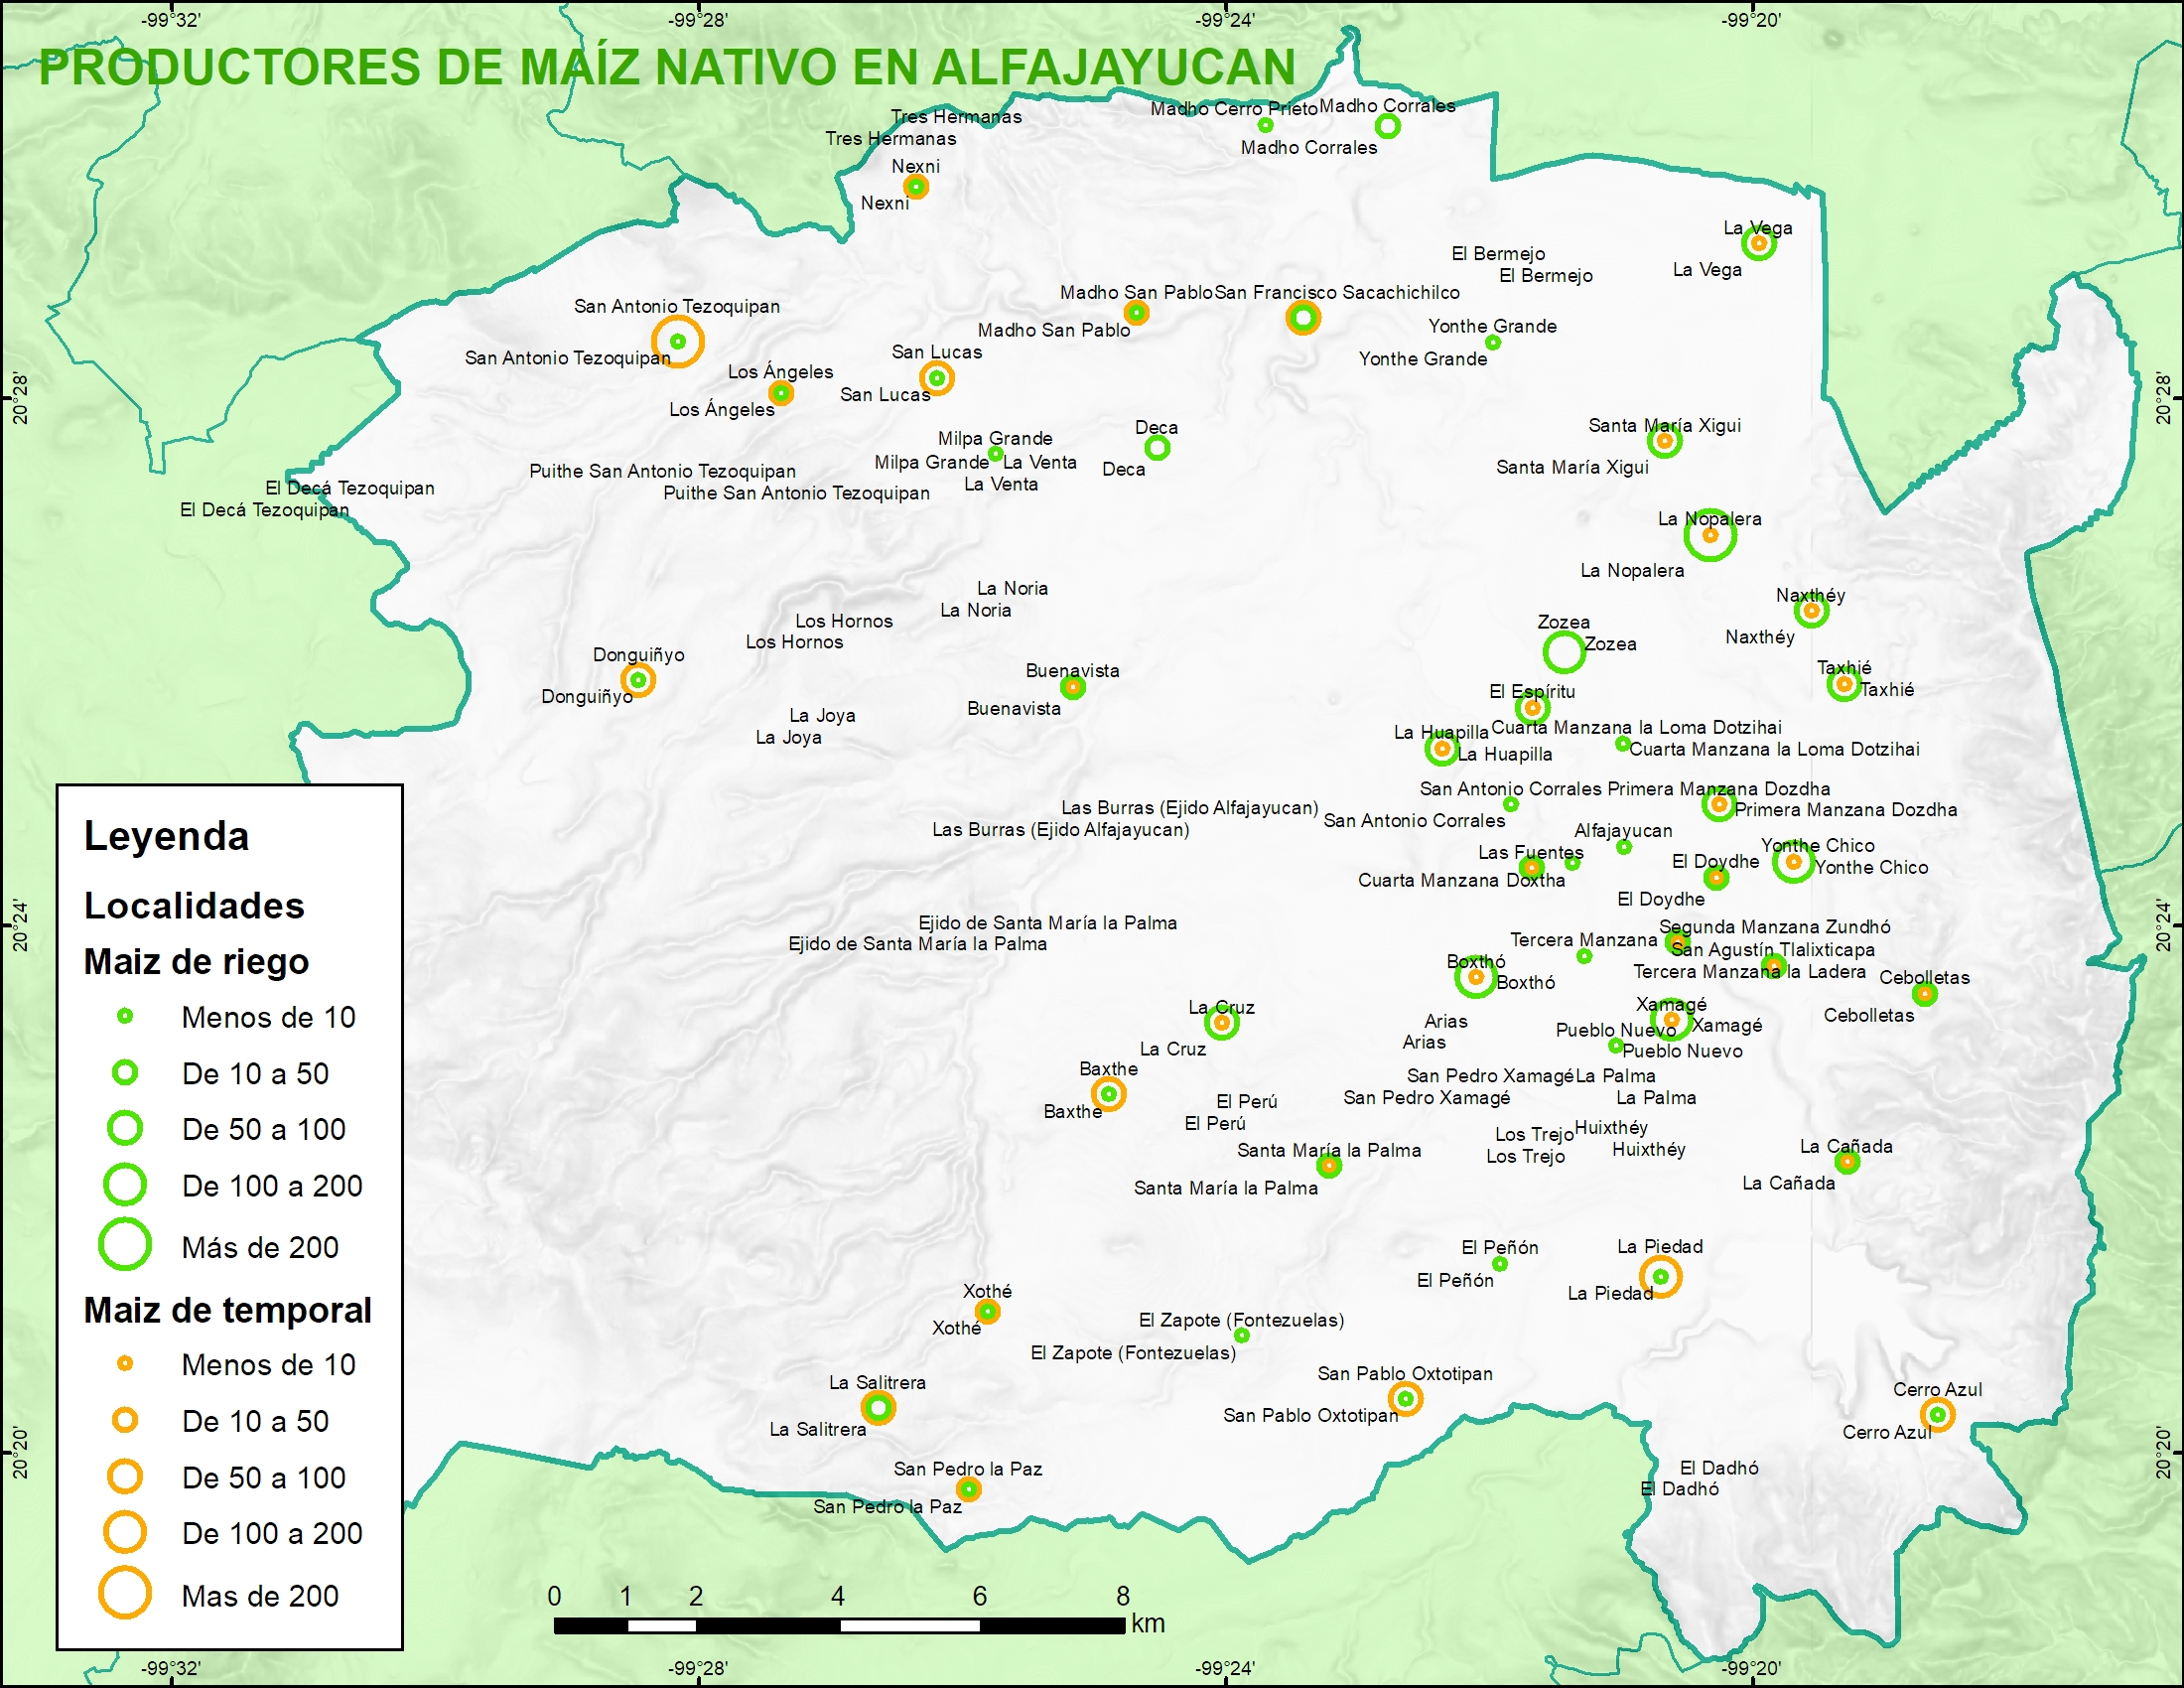 -99°32'
-99°28'
-99°24'
-99°20'
PRODUCTORES DE MAÍZ NATIVO EN ALFAJAYUCAN
Tres Hermanas
Tres Hermanas
Madho Cerro Prieto
Madho Corrales
Madho Corrales
Nexni
Nexni
La Vega
La Vega
El Bermejo
El Bermejo
San Antonio Tezoquipan
San Antonio Tezoquipan
Madho San Pablo
San Francisco Sacachichilco
Madho San Pablo
Yonthe Grande
Yonthe Grande
San Lucas
San Lucas
Los Ángeles
Los Ángeles
20°28'
20°28'
Milpa Grande
Milpa Grande
La Venta
La Venta
Deca
Deca
Santa María Xigui
Santa María Xigui
Puithe San Antonio Tezoquipan
Puithe San Antonio Tezoquipan
El Decá Tezoquipan
El Decá Tezoquipan
La Nopalera
La Nopalera
La Noria
La Noria
Naxthéy
Naxthéy
Los Hornos
Los Hornos
Zozea
Zozea
Donguiñyo
Donguiñyo
Buenavista
Buenavista
Taxhié
Taxhié
El Espíritu
La Joya
La Joya
La Huapilla
La Huapilla
Cuarta Manzana la Loma Dotzihai
Cuarta Manzana la Loma Dotzihai
San Antonio Corrales
San Antonio Corrales
Primera Manzana Dozdha
Primera Manzana Dozdha
Las Burras (Ejido Alfajayucan)
Las Burras (Ejido Alfajayucan)
Alfajayucan
Las Fuentes
Cuarta Manzana Doxtha
El Doydhe
El Doydhe
Yonthe Chico
Yonthe Chico
20°24'
20°24'
Ejido de Santa María la Palma
Ejido de Santa María la Palma
Tercera Manzana
Segunda Manzana Zundhó
San Agustín Tlalixticapa
Tercera Manzana la Ladera
Boxthó
Boxthó
Cebolletas
Cebolletas
La Cruz
La Cruz
Arias
Arias
Xamagé
Xamagé
Pueblo Nuevo
Pueblo Nuevo
Baxthe
Baxthe
San Pedro Xamagé
San Pedro Xamagé
La Palma
La Palma
El Perú
El Perú
Los Trejo
Los Trejo
Huixthéy
Huixthéy
Santa María la Palma
Santa María la Palma
La Cañada
La Cañada
El Peñón
El Peñón
La Piedad
La Piedad
Xothé
Xothé
El Zapote (Fontezuelas)
El Zapote (Fontezuelas)
La Salitrera
La Salitrera
San Pablo Oxtotipan
San Pablo Oxtotipan
Cerro Azul
Cerro Azul
20°20'
20°20'
San Pedro la Paz
San Pedro la Paz
El Dadhó
El Dadhó
Leyenda
Localidades
Maiz de riego
Menos de 10
De 10 a 50
De 50 a 100
De 100 a 200
Más de 200
Maiz de temporal
Menos de 10
De 10 a 50
De 50 a 100
De 100 a 200
Mas de 200
0 1 2 4 6 8
km
-99°32'
-99°28'
-99°24'
-99°20'